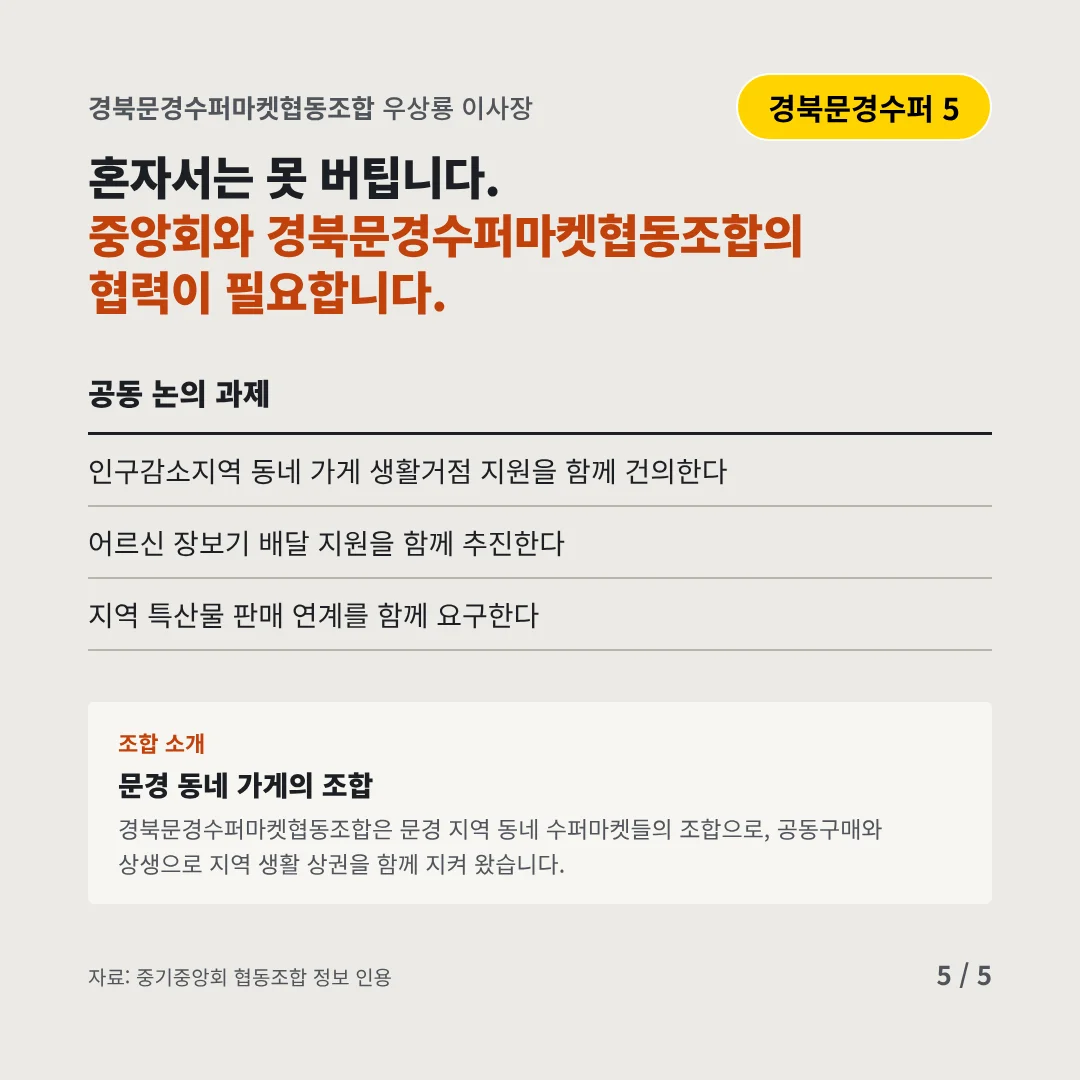 경북문경수퍼마켓협동조합 우상룡 이사장
경북문경수퍼 5
혼자서는 못 버팁니다.
중앙회와 경북문경수퍼마켓협동조합의
협력이 필요합니다.
공동 논의 과제
인구감소지역 동네 가게 생활거점 지원을 함께 건의한다
어르신 장보기 배달 지원을 함께 추진한다
지역 특산물 판매 연계를 함께 요구한다
조합 소개
문경 동네 가게의 조합
경북문경수퍼마켓협동조합은 문경 지역 동네 수퍼마켓들의 조합으로, 공동구매와
상생으로 지역 생활 상권을 함께 지켜 왔습니다.
자료: 중기중앙회 협동조합 정보 인용
5 / 5